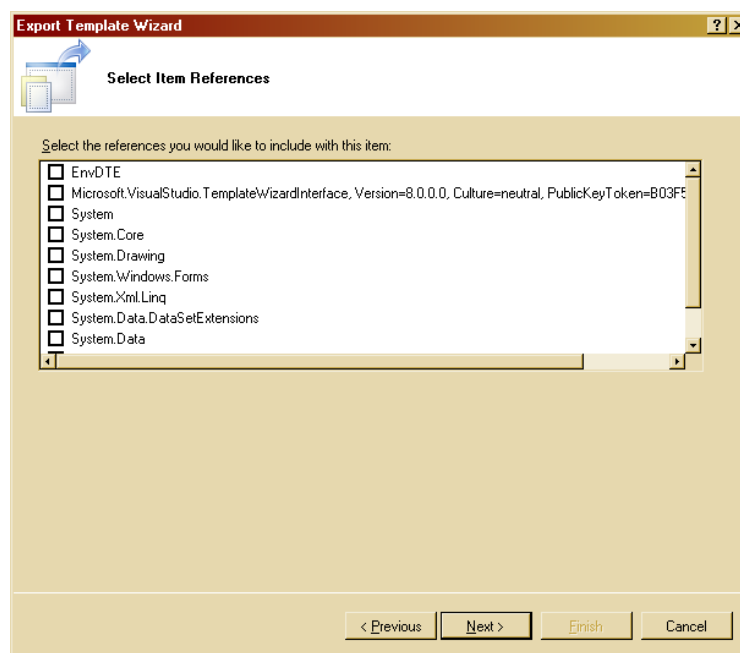 Export Template Wizard
Select Item References
Select the references you would like to include with this item:
EnvDTE
Microsoft.VisualStudio.TemplateWizardInterface, Version=8.0.0.0, Culture=neutral, PublicKeyToken=B03F5
System
System.Core
System.Drawing
System.Windows.Forms
System.Xml.Linq
System.Data.DataSetExtensions
System.Data
< Previous Next > Finish Cancel